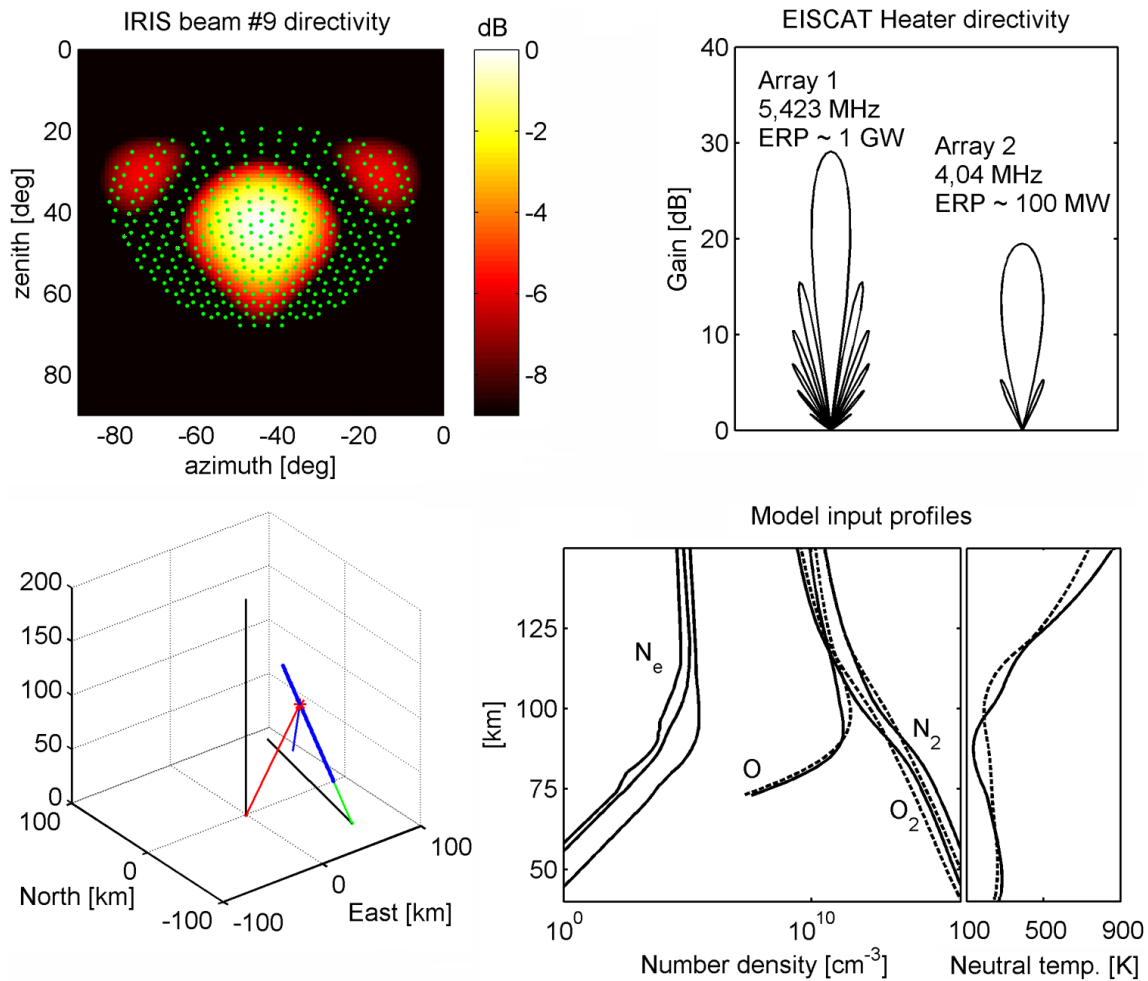 IRIS beam #9 directivity
dB
0
-2
-4
-6
-8
0
20
40
60
80
zenith [deg]
-80
-60
-40
-20
0
azimuth [deg]
EISCAT Heater directivity
40
30
20
10
0
Gain [dB]
Array 1
5,423 MHz
ERP ~ 1 GW
Array 2
4,04 MHz
ERP ~ 100 MW
200
150
100
50
0
100
0
-100
North [km]
-100
0
100
East [km]
Model input profiles
125
100
75
50
[km]
Ne
O
N2
O2
10^0
10^10
Number density [cm^-3]
100 500 900
Neutral temp. [K]